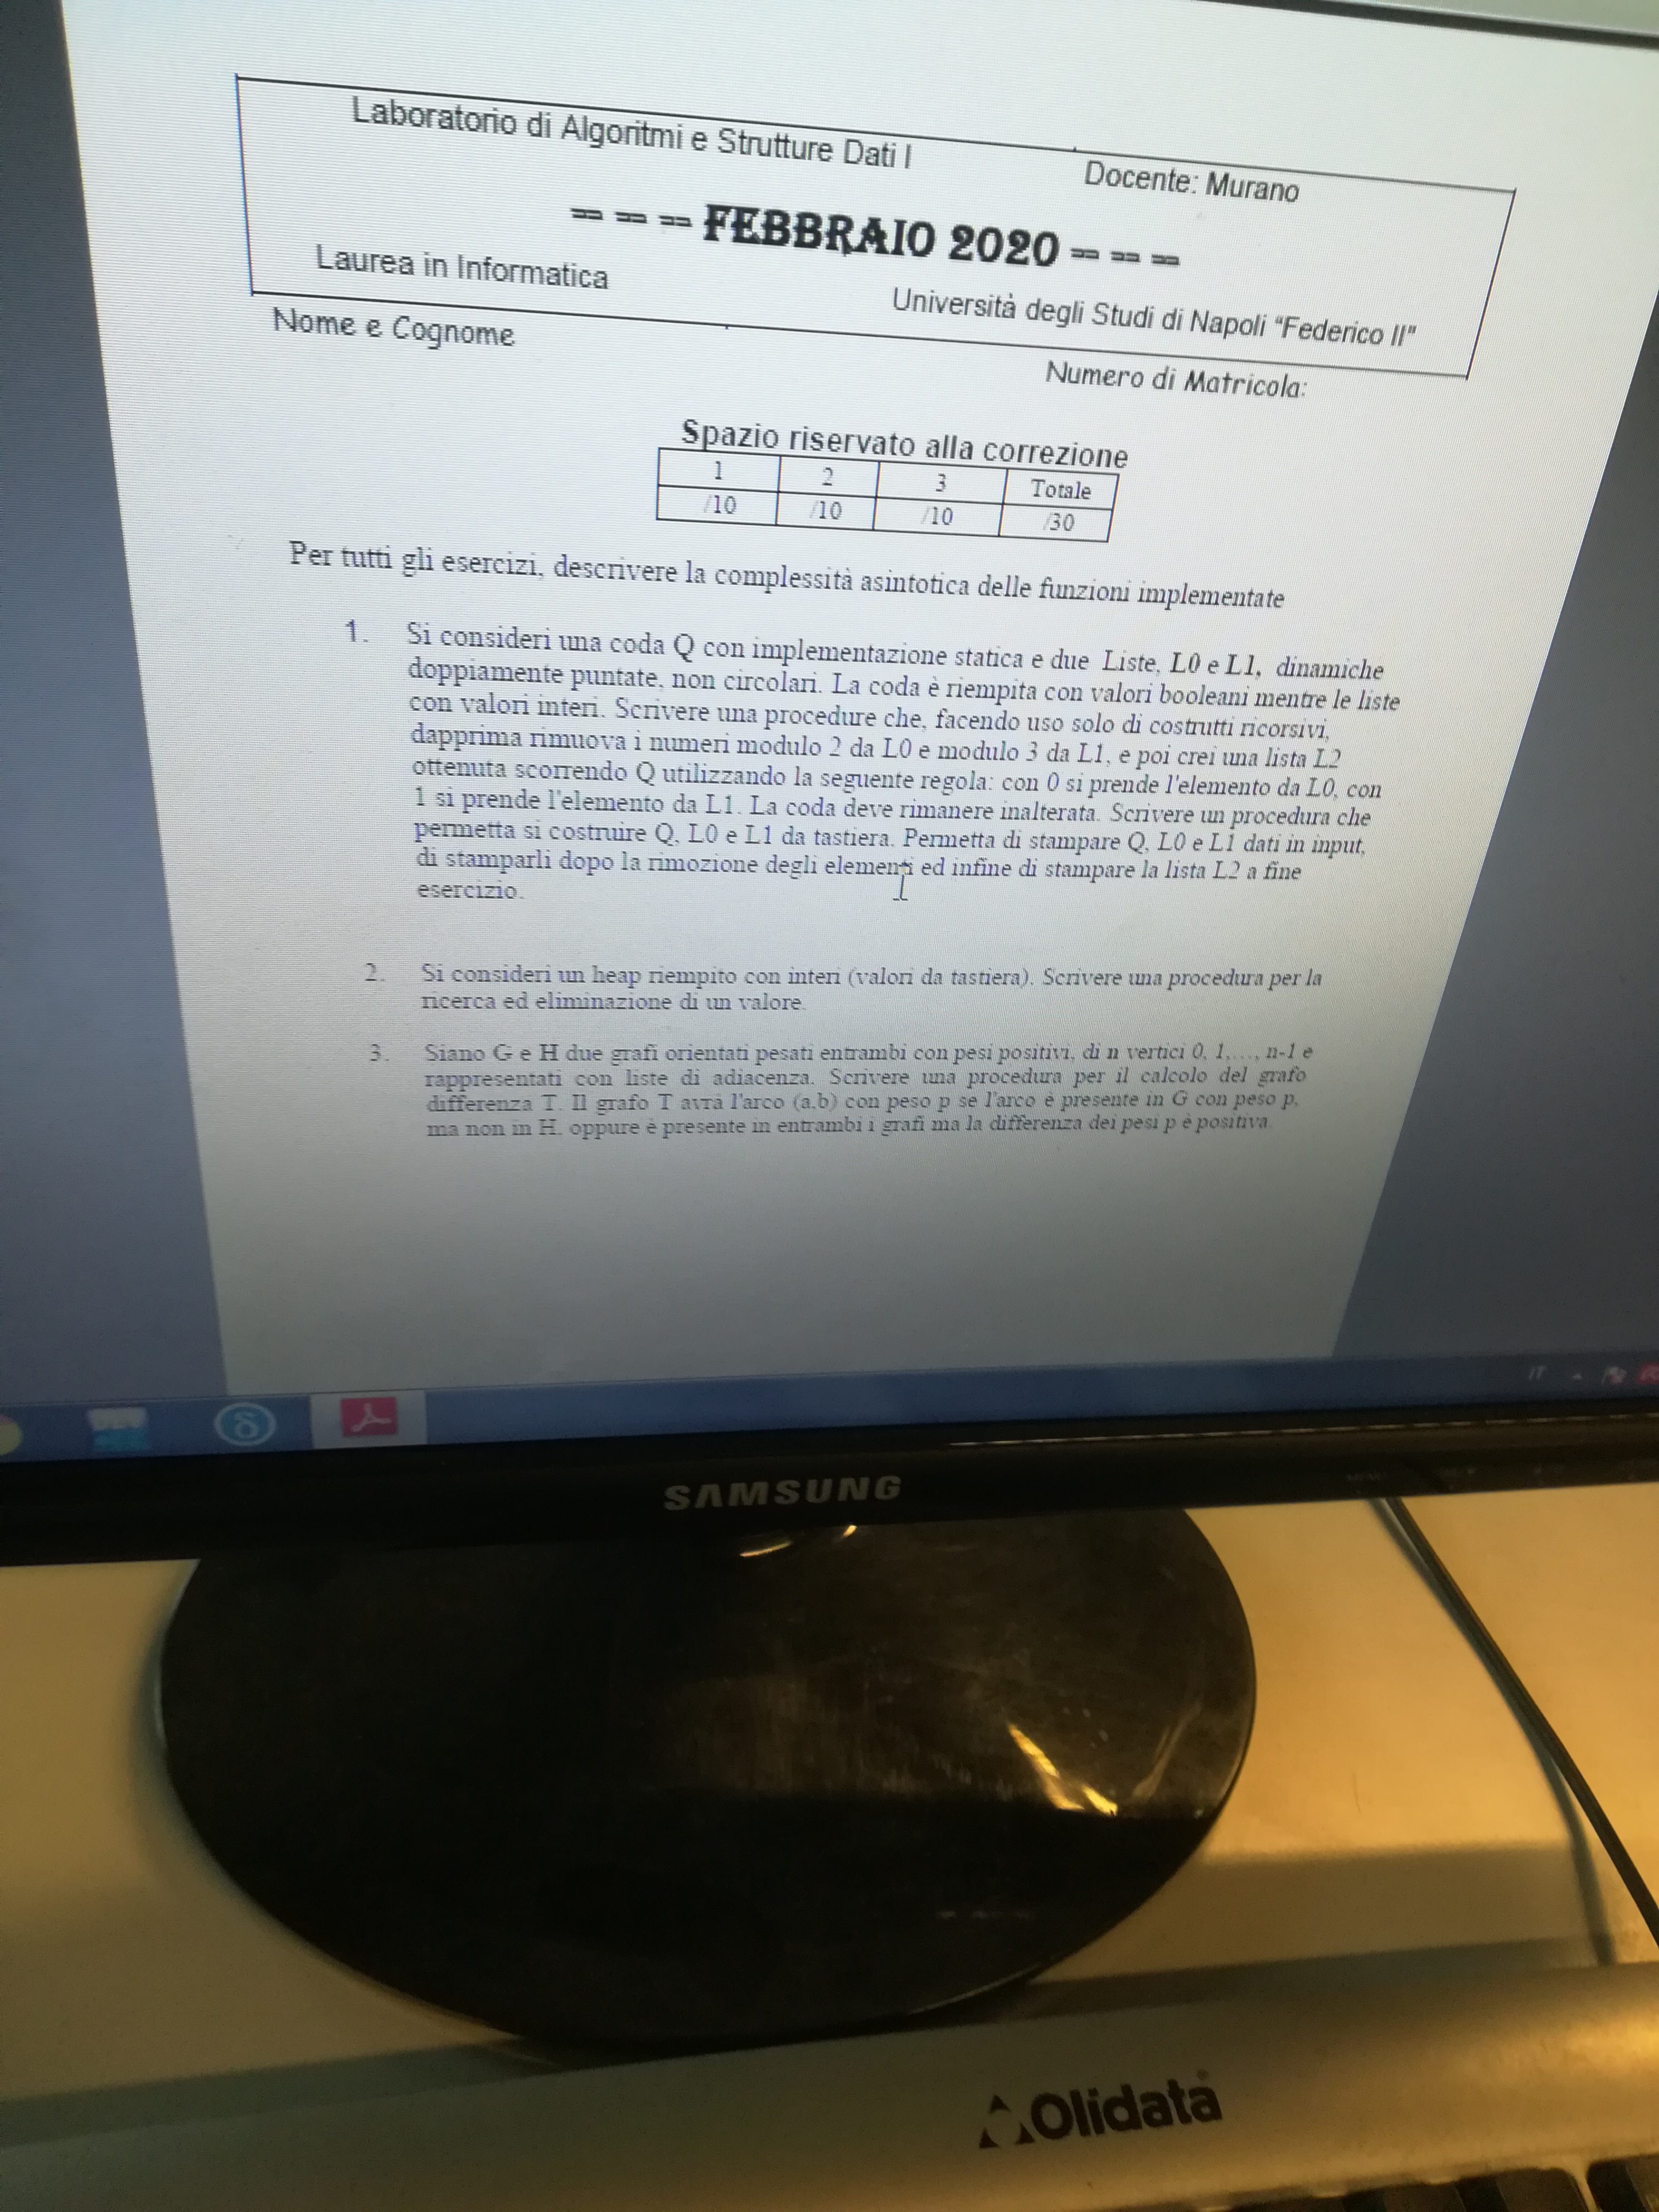 Laboratorio di Algoritmi e Strutture Dati I
Docente: Murano
-- -- -- FEBBRAIO 2020 -- -- --
Laurea in Informatica
Università degli Studi di Napoli “Federico II”
Nome e Cognome
Numero di Matricola:
Spazio riservato alla correzione
1 2 3 Totale
/10 /10 /10 /30
Per tutti gli esercizi, descrivere la complessità asintotica delle funzioni implementate
1. Si consideri una coda Q con implementazione statica e due Liste, L0 e L1, dinamiche
doppiamente puntate, non circolari. La coda è riempita con valori booleani mentre le liste
con valori interi. Scrivere una procedure che, facendo uso solo di costrutti ricorsivi,
dapprima rimuova i numeri modulo 2 da L0 e modulo 3 da L1, e poi crei una lista L2
ottenuta scorrendo Q utilizzando la seguente regola: con 0 si prende l'elemento da L0, con
1 si prende l'elemento da L1. La coda deve rimanere inalterata. Scrivere un procedura che
permetta si costruire Q, L0 e L1 da tastiera. Permetta di stampare Q, L0 e L1 dati in input,
di stamparli dopo la rimozione degli elementi ed infine di stampare la lista L2 a fine
esercizio.
2. Si consideri un heap riempito con interi (valori da tastiera). Scrivere una procedura per la
ricerca ed eliminazione di un valore.
3. Siano G e H due grafi orientati pesati entrambi con pesi positivi, di n vertici 0, 1,…, n-1 e
rappresentati con liste di adiacenza. Scrivere una procedura per il calcolo del grafo
differenza T. Il grafo T avrà l'arco (a,b) con peso p se l'arco è presente in G con peso p,
ma non in H, oppure è presente in entrambi i grafi ma la differenza dei pesi p è positiva.
IT
SAMSUNG
Olidata